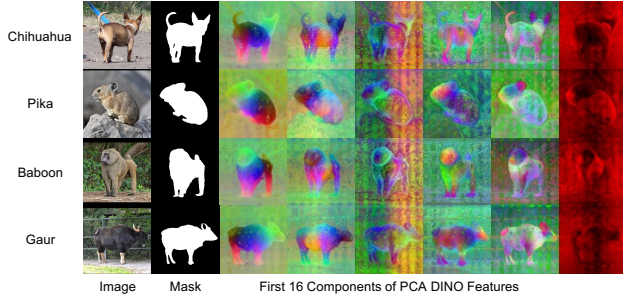 Chihuahua
Pika
Baboon
Gaur
Image Mask First 16 Components of PCA DINO Features